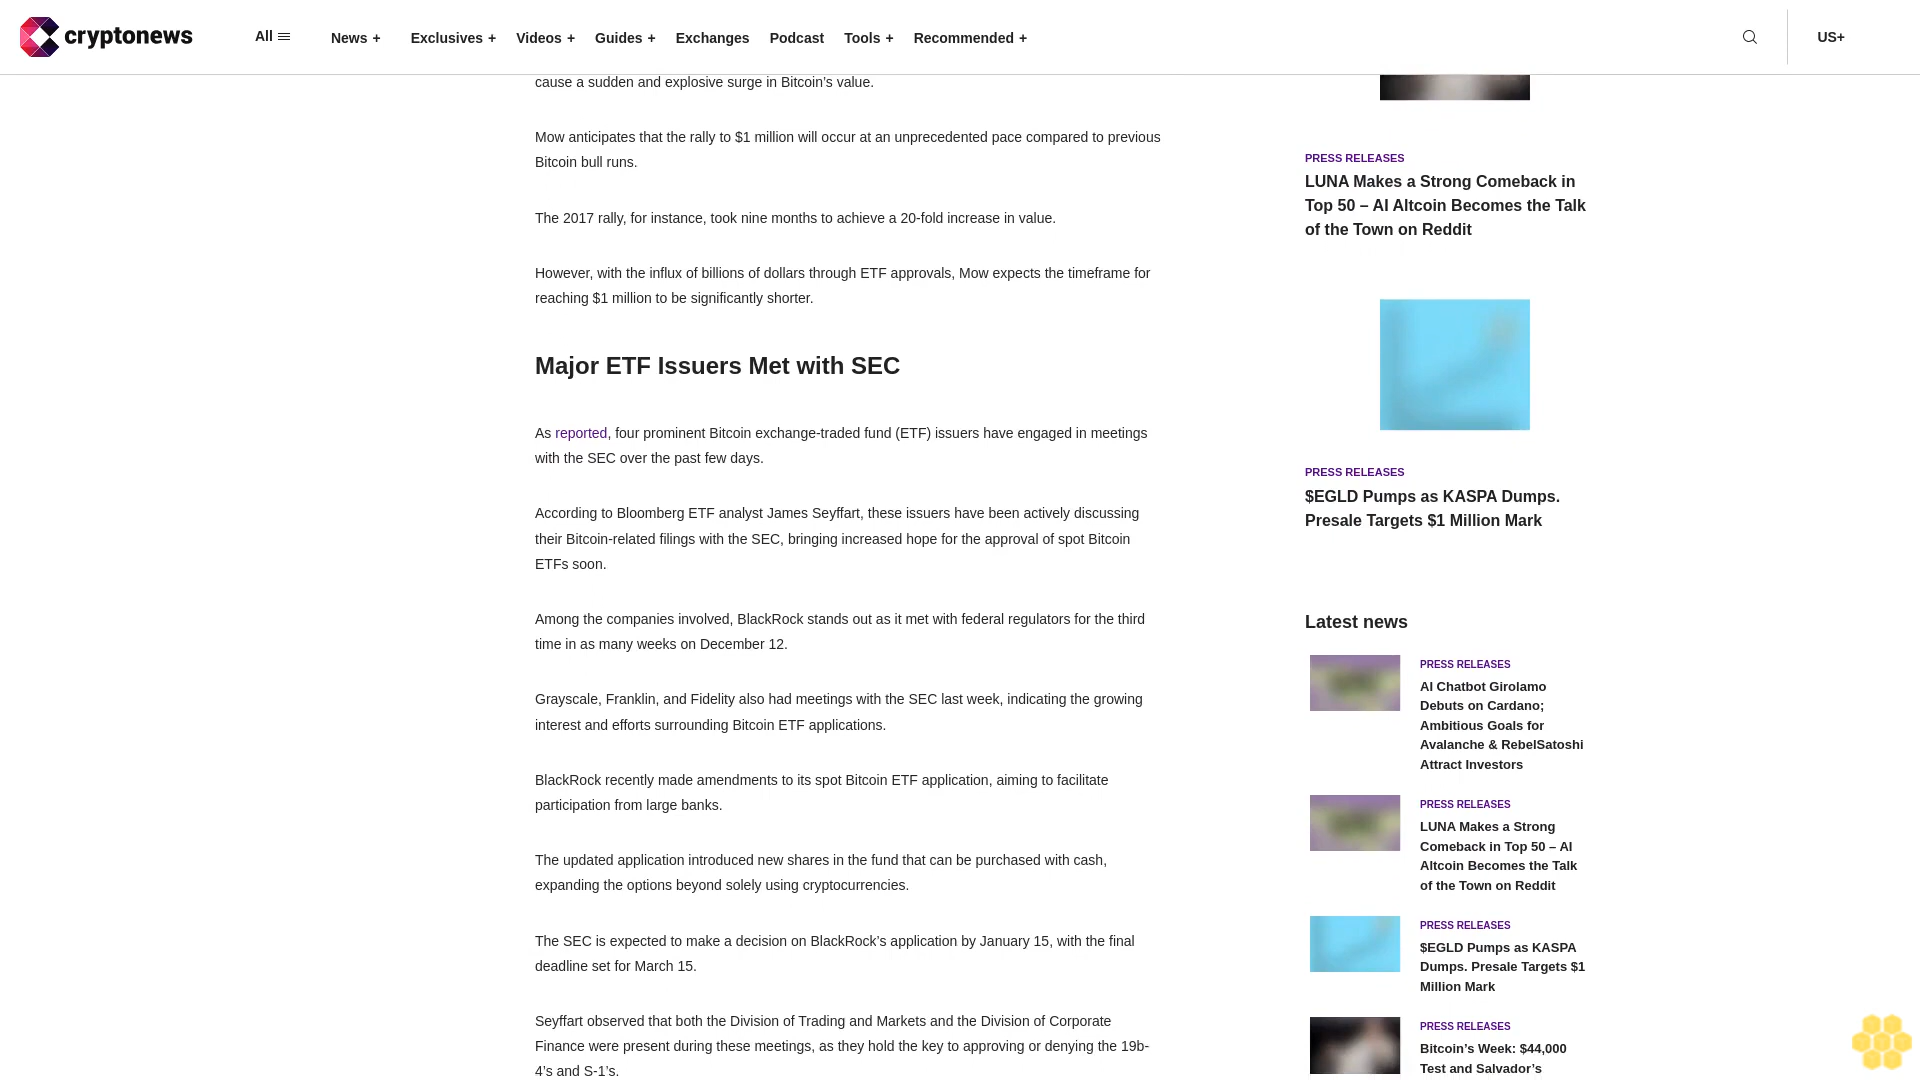 cryptonews
All
News +
Exclusives +
Videos +
Guides +
Exchanges
Podcast
Tools +
Recommended +
US+
cause a sudden and explosive surge in Bitcoin’s value.
Mow anticipates that the rally to $1 million will occur at an unprecedented pace compared to previous
Bitcoin bull runs.
The 2017 rally, for instance, took nine months to achieve a 20-fold increase in value.
However, with the influx of billions of dollars through ETF approvals, Mow expects the timeframe for
reaching $1 million to be significantly shorter.
Major ETF Issuers Met with SEC
As reported, four prominent Bitcoin exchange-traded fund (ETF) issuers have engaged in meetings
with the SEC over the past few days.
According to Bloomberg ETF analyst James Seyffart, these issuers have been actively discussing
their Bitcoin-related filings with the SEC, bringing increased hope for the approval of spot Bitcoin
ETFs soon.
Among the companies involved, BlackRock stands out as it met with federal regulators for the third
time in as many weeks on December 12.
Grayscale, Franklin, and Fidelity also had meetings with the SEC last week, indicating the growing
interest and efforts surrounding Bitcoin ETF applications.
BlackRock recently made amendments to its spot Bitcoin ETF application, aiming to facilitate
participation from large banks.
The updated application introduced new shares in the fund that can be purchased with cash,
expanding the options beyond solely using cryptocurrencies.
The SEC is expected to make a decision on BlackRock’s application by January 15, with the final
deadline set for March 15.
Seyffart observed that both the Division of Trading and Markets and the Division of Corporate
Finance were present during these meetings, as they hold the key to approving or denying the 19b-
4’s and S-1’s.
PRESS RELEASES
LUNA Makes a Strong Comeback in
Top 50 – AI Altcoin Becomes the Talk
of the Town on Reddit
PRESS RELEASES
$EGLD Pumps as KASPA Dumps.
Presale Targets $1 Million Mark
Latest news
PRESS RELEASES
AI Chatbot Girolamo
Debuts on Cardano;
Ambitious Goals for
Avalanche & RebelSatoshi
Attract Investors
PRESS RELEASES
LUNA Makes a Strong
Comeback in Top 50 – AI
Altcoin Becomes the Talk
of the Town on Reddit
PRESS RELEASES
$EGLD Pumps as KASPA
Dumps. Presale Targets $1
Million Mark
PRESS RELEASES
Bitcoin’s Week: $44,000
Test and Salvador’s